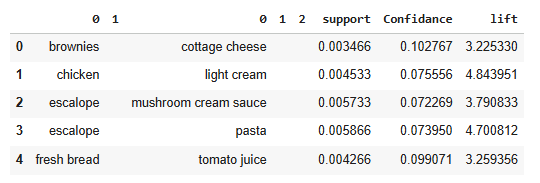 0 1 0 1 2 support Confidance lift
0 brownies cottage cheese 0.003466 0.102767 3.225330
1 chicken light cream 0.004533 0.075556 4.843951
2 escalope mushroom cream sauce 0.005733 0.072269 3.790833
3 escalope pasta 0.005866 0.073950 4.700812
4 fresh bread tomato juice 0.004266 0.099071 3.259356